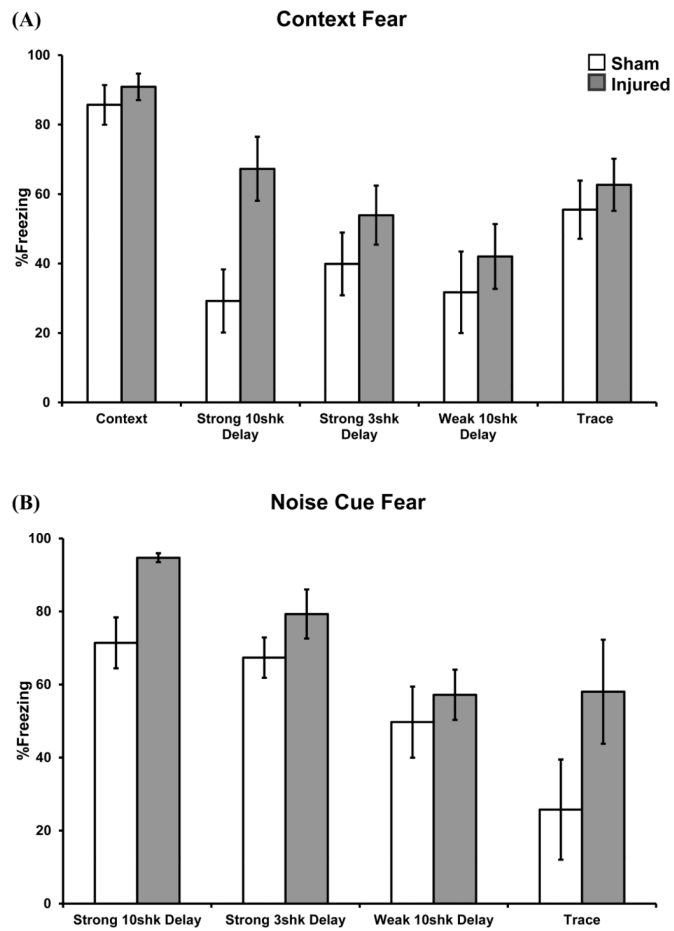 (A)
Context Fear
Sham
Injured
100
80
60
40
20
0
%Freezing
Context
Strong 10shk Delay
Strong 3shk Delay
Weak 10shk Delay
Trace
(B)
Noise Cue Fear
100
80
60
40
20
0
%Freezing
Strong 10shk Delay
Strong 3shk Delay
Weak 10shk Delay
Trace